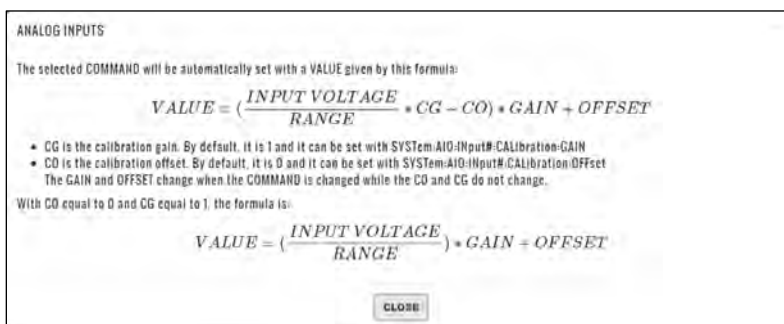 ANALOG INPUTS
The selected COMMAND will be automatically set with a VALUE given by this formula:
VALUE = (INPUT VOLTAGE / RANGE * CG − CO) * GAIN + OFFSET
• CG is the calibration gain. By default, it is 1 and it can be set with SYSTem:AIO:INput#:CALibration:GAIN
• CO is the calibration offset. By default, it is 0 and it can be set with SYSTem:AIO:INput#:CALibration:OFFset
The GAIN and OFFSET change when the COMMAND is changed while the CO and CG do not change.
With CO equal to 0 and CG equal to 1, the formula is:
VALUE = (INPUT VOLTAGE / RANGE) * GAIN + OFFSET
CLOSE